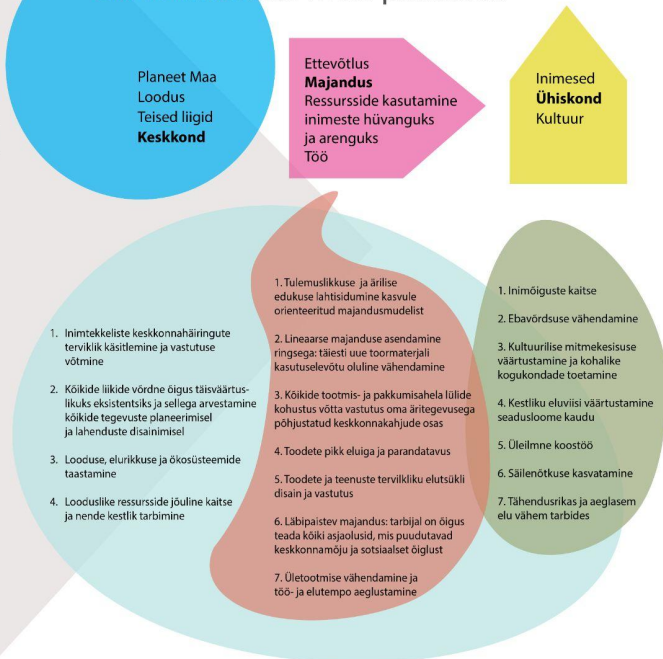 Planeet Maa
Loodus
Teised liigid
Keskkond
Ettevõtlus
Majandus
Ressursside kasutamine
inimeste hüvanguks
ja arenguks
Töö
Inimesed
Ühiskond
Kultuur
1. Inimtekkeliste keskkonnahäiringute
terviklik käsitlemine ja vastutuse
võtmine
2. Kõikide liikide võrdne õigus täisväärtus-
likuks eksistentsiks ja sellega arvestamine
kõikide tegevuste planeerimisel
ja lahenduste disainimisel
3. Looduse, elurikkuse ja ökosüsteemide
taastamine
4. Looduslike ressursside jõuline kaitse
ja nende kestlik tarbimine
1. Tulemuslikkuse ja ärilise
edukuse lahtisidumine kasvule
orienteeritud majandusmudelist
2. Lineaarse majanduse asendamine
ringsega: täiesti uue toormaterjali
kasutuselevõtu oluline vähendamine
3. Kõikide tootmis- ja pakkumisahela lülide
kohustus võtta vastutus oma äritegevusega
põhjustatud keskkonnakahjude osas
4. Toodete pikk eluiga ja parandatavus
5. Toodete ja teenuste tervilkliku elutsükli
disain ja vastutus
6. Läbipaistev majandus: tarbijal on õigus
teada kõiki asjaolusid, mis puudutavad
keskkonnamõju ja sotsiaalset õiglust
7. Ületootmise vähendamine ja
töö- ja elutempo aeglustamine
1. Inimõiguste kaitse
2. Ebavõrdsuse vähendamine
3. Kultuurilise mitmekesisuse
väärtustamine ja kohalike
kogukondade toetamine
4. Kestliku eluviisi väärtustamine
seadusloome kaudu
5. Üleilmne koostöö
6. Säilenõtkuse kasvatamine
7. Tähendusrikas ja aeglasem
elu vähem tarbides